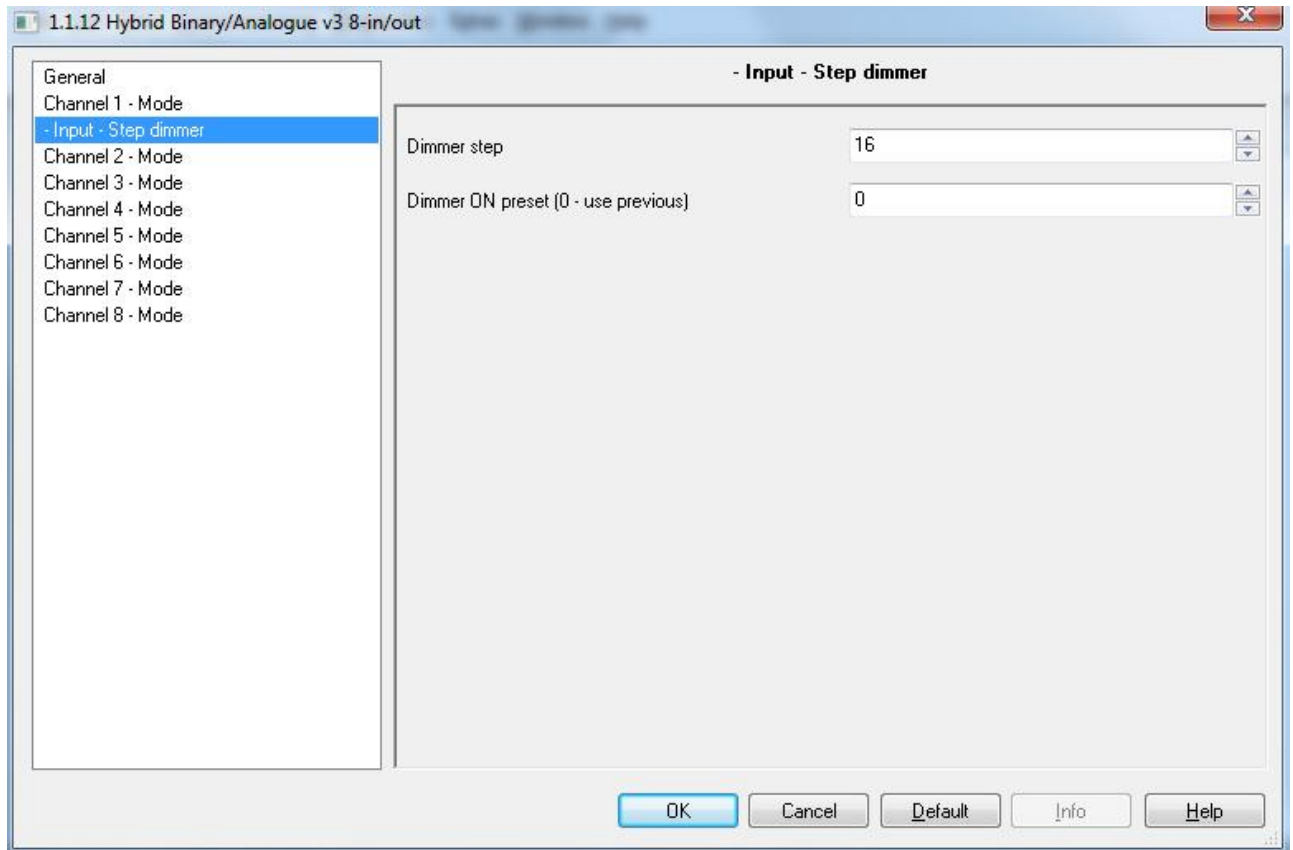 1.1.12 Hybrid Binary/Analogue v3 8-in/out
General
Channel 1 - Mode
- Input - Step dimmer
Channel 2 - Mode
Channel 3 - Mode
Channel 4 - Mode
Channel 5 - Mode
Channel 6 - Mode
Channel 7 - Mode
Channel 8 - Mode
- Input - Step dimmer
Dimmer step 16
Dimmer ON preset (0 - use previous) 0
OK Cancel Default Info Help